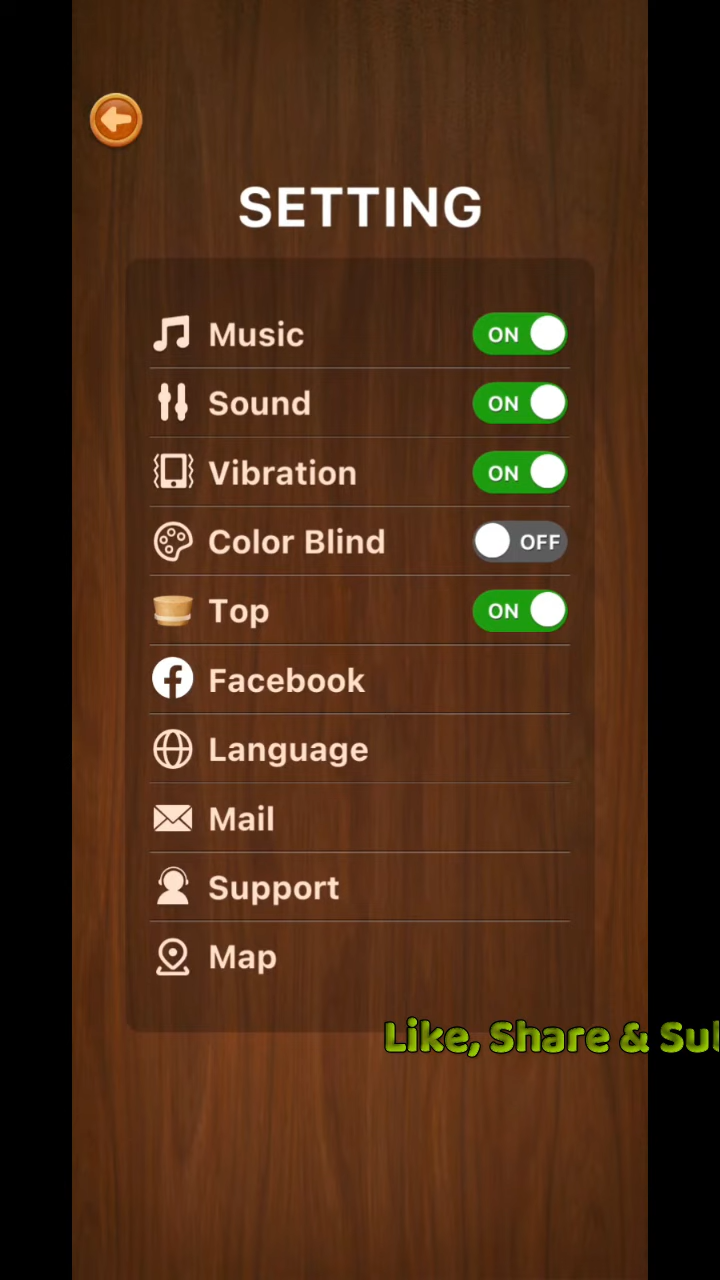 SETTING
Music ON
Sound ON
Vibration ON
Color Blind OFF
Top ON
Facebook
Language
Mail
Support
Map
Like, Share &